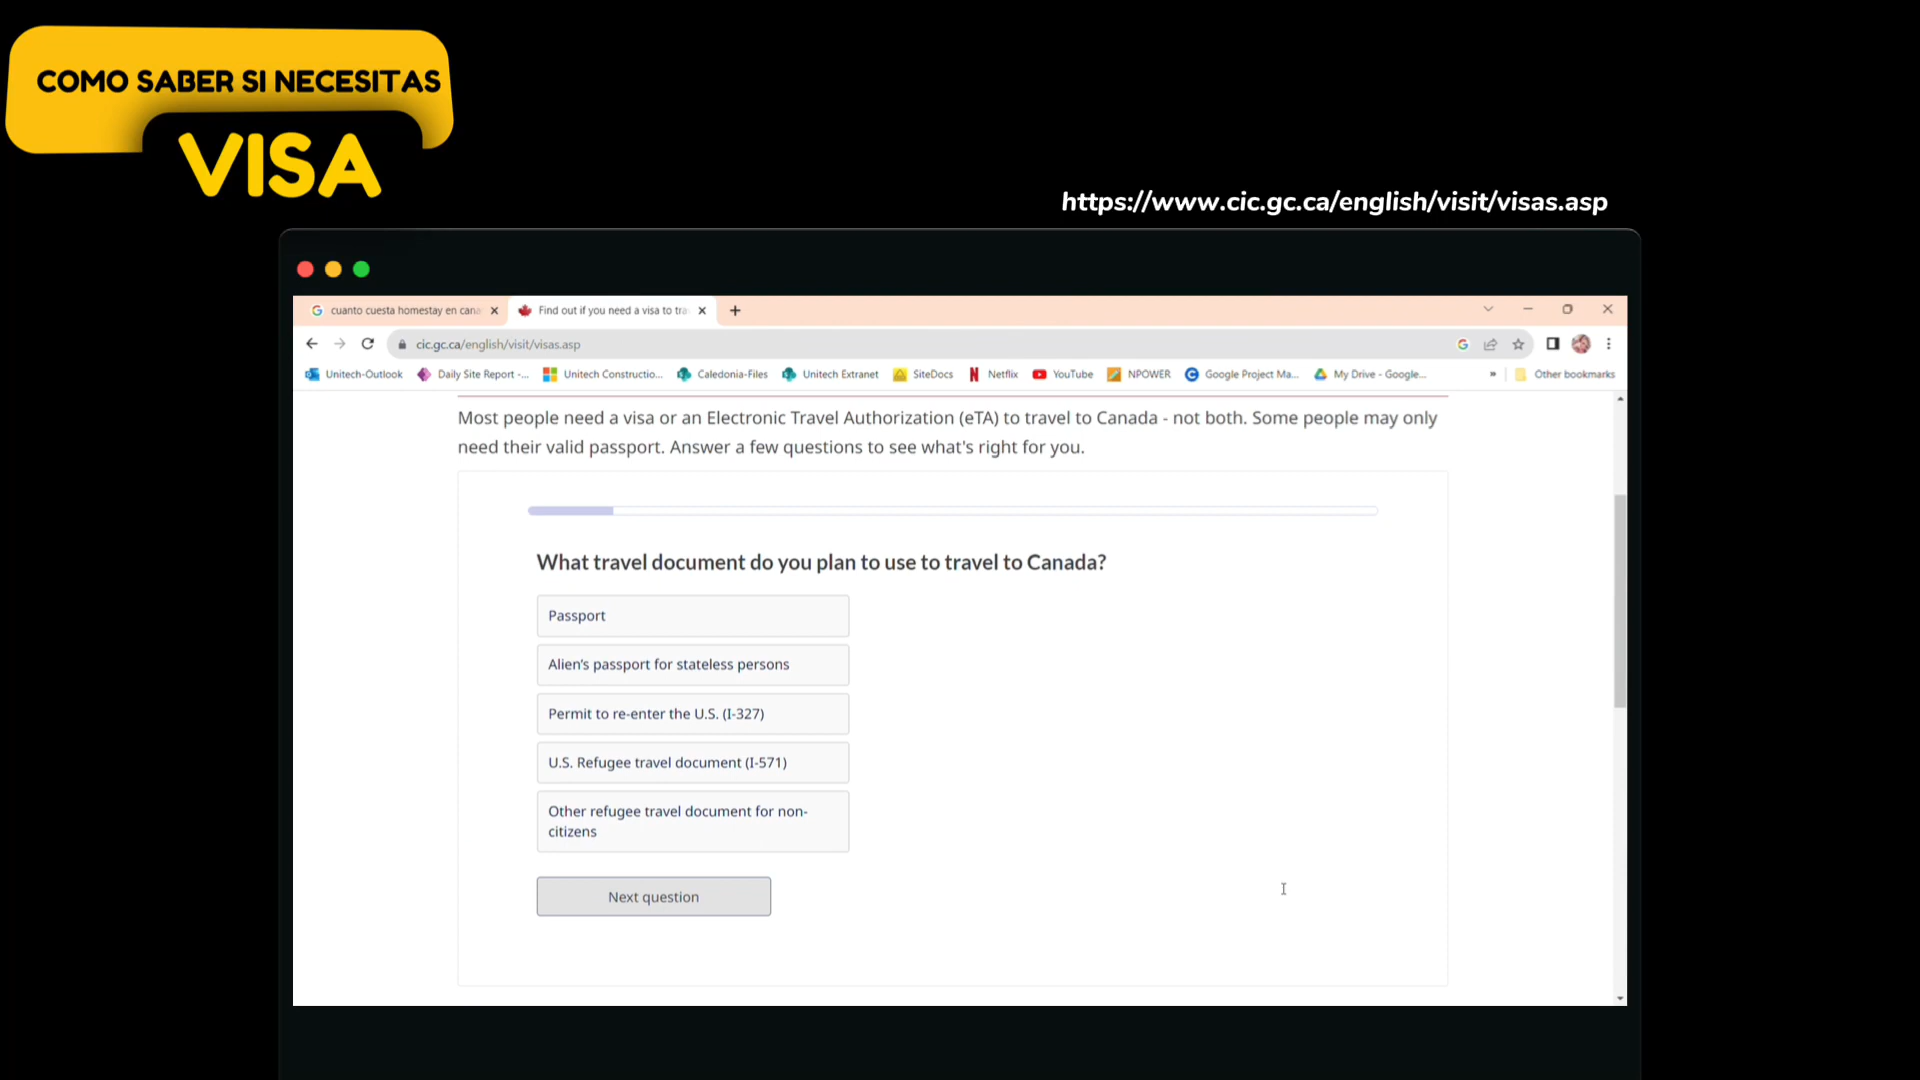 COMO SABER SI NECESITAS
VISA
https://www.cic.gc.ca/english/visit/visas.asp
cuanto cuesta homestay en cana
Find out if you need a visa to tra
cic.gc.ca/english/visit/visas.asp
Unitech-Outlook
Daily Site Report -...
Unitech Constructio...
Caledonia-Files
Unitech Extranet
SiteDocs
Netflix
YouTube
NPOWER
Google Project Ma...
My Drive - Google...
»
Other bookmarks
Most people need a visa or an Electronic Travel Authorization (eTA) to travel to Canada - not both. Some people may only
need their valid passport. Answer a few questions to see what's right for you.
What travel document do you plan to use to travel to Canada?
Passport
Alien's passport for stateless persons
Permit to re-enter the U.S. (I-327)
U.S. Refugee travel document (I-571)
Other refugee travel document for non-
citizens
Next question